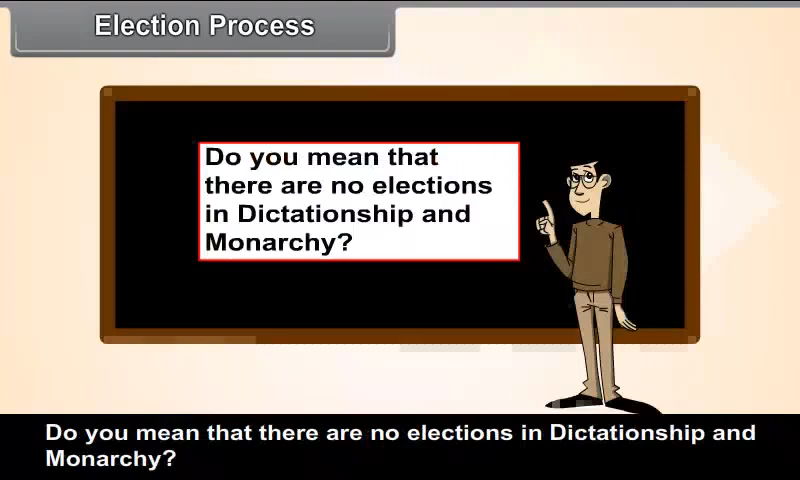 Election Process
Do you mean that
there are no elections
in Dictationship and
Monarchy?
Do you mean that there are no elections in Dictationship and
Monarchy?